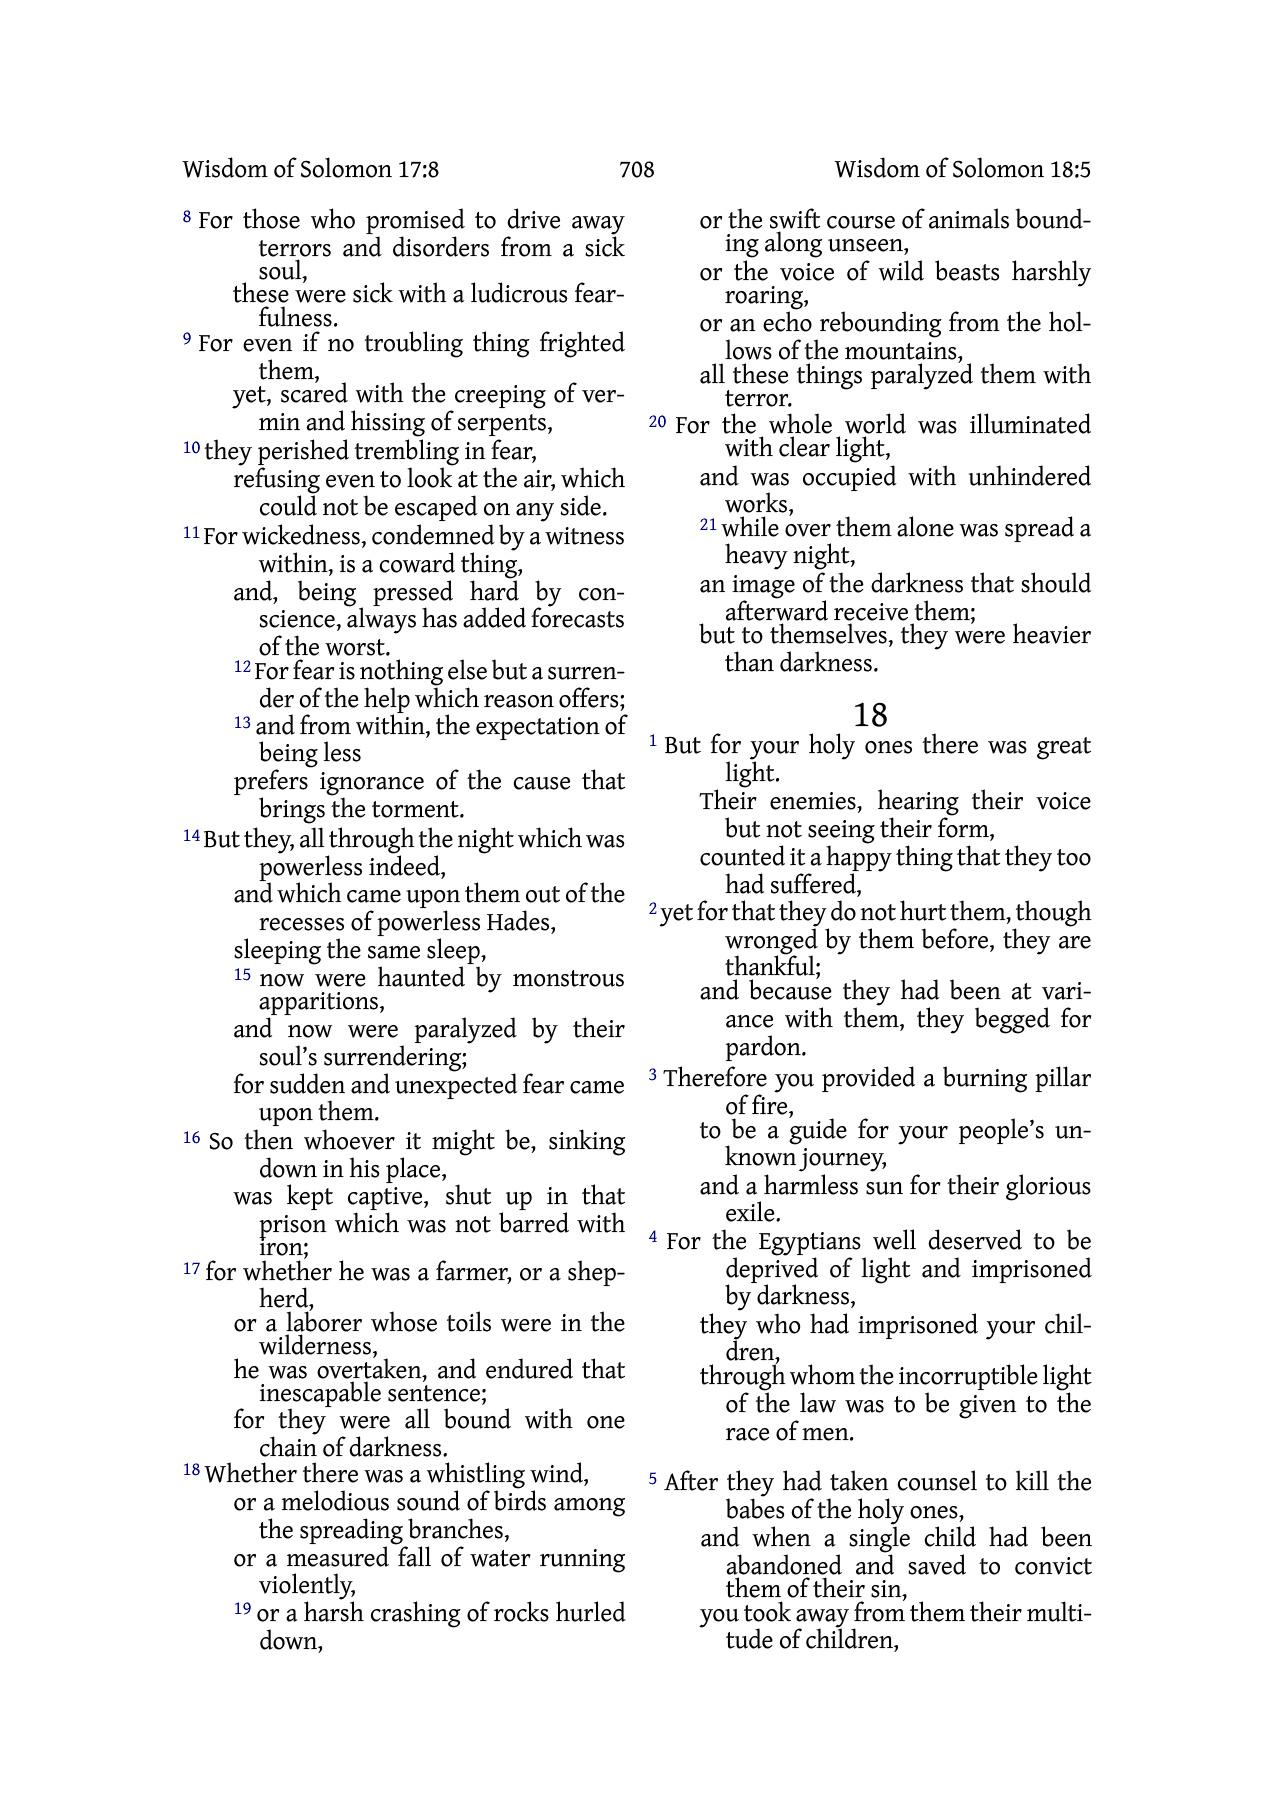 Wisdom of Solomon 17:8 708 Wisdom of Solomon 18:5
8 For those who promised to drive away
terrors and disorders from a sick
soul,
these were sick with a ludicrous fear-
fulness.
9 For even if no troubling thing frighted
them,
yet, scared with the creeping of ver-
min and hissing of serpents,
10 they perished trembling in fear,
refusing even to look at the air, which
could not be escaped on any side.
11 For wickedness, condemned by a witness
within, is a coward thing,
and, being pressed hard by con-
science, always has added forecasts
of the worst.
12 For fear is nothing else but a surren-
der of the help which reason offers;
13 and from within, the expectation of
being less
prefers ignorance of the cause that
brings the torment.
14 But they, all through the night which was
powerless indeed,
and which came upon them out of the
recesses of powerless Hades,
sleeping the same sleep,
15 now were haunted by monstrous
apparitions,
and now were paralyzed by their
soul’s surrendering;
for sudden and unexpected fear came
upon them.
16 So then whoever it might be, sinking
down in his place,
was kept captive, shut up in that
prison which was not barred with
iron;
17 for whether he was a farmer, or a shep-
herd,
or a laborer whose toils were in the
wilderness,
he was overtaken, and endured that
inescapable sentence;
for they were all bound with one
chain of darkness.
18 Whether there was a whistling wind,
or a melodious sound of birds among
the spreading branches,
or a measured fall of water running
violently,
19 or a harsh crashing of rocks hurled
down,
or the swift course of animals bound-
ing along unseen,
or the voice of wild beasts harshly
roaring,
or an echo rebounding from the hol-
lows of the mountains,
all these things paralyzed them with
terror.
20 For the whole world was illuminated
with clear light,
and was occupied with unhindered
works,
21 while over them alone was spread a
heavy night,
an image of the darkness that should
afterward receive them;
but to themselves, they were heavier
than darkness.
18
1 But for your holy ones there was great
light.
Their enemies, hearing their voice
but not seeing their form,
counted it a happy thing that they too
had suffered,
2 yet for that they do not hurt them, though
wronged by them before, they are
thankful;
and because they had been at vari-
ance with them, they begged for
pardon.
3 Therefore you provided a burning pillar
of fire,
to be a guide for your people’s un-
known journey,
and a harmless sun for their glorious
exile.
4 For the Egyptians well deserved to be
deprived of light and imprisoned
by darkness,
they who had imprisoned your chil-
dren,
through whom the incorruptible light
of the law was to be given to the
race of men.
5 After they had taken counsel to kill the
babes of the holy ones,
and when a single child had been
abandoned and saved to convict
them of their sin,
you took away from them their multi-
tude of children,